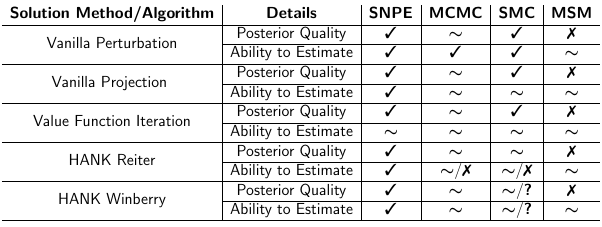 Solution Method/Algorithm Details SNPE MCMC SMC MSM
Vanilla Perturbation Posterior Quality ✓ ∼ ✓ ✗
Ability to Estimate ✓ ✓ ✓ ∼
Vanilla Projection Posterior Quality ✓ ∼ ✓ ✗
Ability to Estimate ✓ ∼ ∼ ∼
Value Function Iteration Posterior Quality ✓ ∼ ✓ ✗
Ability to Estimate ∼ ∼ ∼ ∼
HANK Reiter Posterior Quality ✓ ∼ ∼ ✗
Ability to Estimate ✓ ∼/✗ ∼/✗ ∼
HANK Winberry Posterior Quality ✓ ∼ ∼/? ✗
Ability to Estimate ✓ ∼ ∼/? ∼